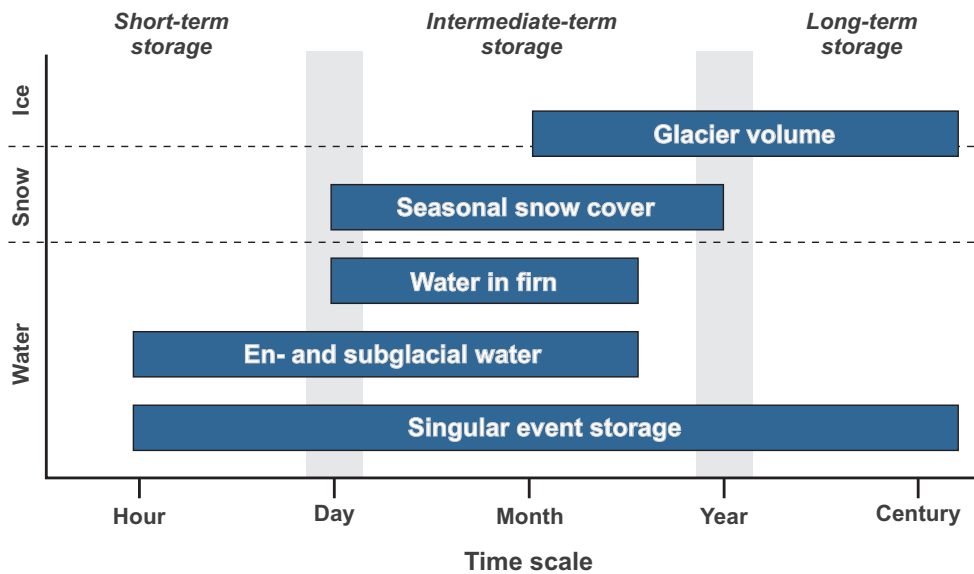 Short-term
storage
Intermediate-term
storage
Long-term
storage
Ice
Glacier volume
Snow
Seasonal snow cover
Water
Water in firn
En- and subglacial water
Singular event storage
Hour
Day
Month
Year
Century
Time scale